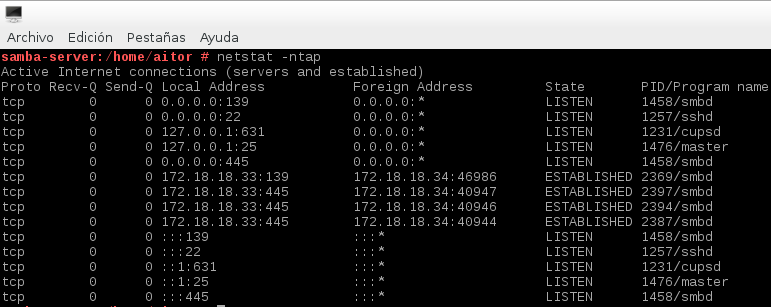 Archivo Edición Pestañas Ayuda
samba-server:/home/aitor # netstat -ntap
Active Internet connections (servers and established)
Proto Recv-Q Send-Q Local Address Foreign Address State PID/Program name
tcp 0 0 0.0.0.0:139 0.0.0.0:* LISTEN 1458/smbd
tcp 0 0 0.0.0.0:22 0.0.0.0:* LISTEN 1257/sshd
tcp 0 0 127.0.0.1:631 0.0.0.0:* LISTEN 1231/cupsd
tcp 0 0 127.0.0.1:25 0.0.0.0:* LISTEN 1476/master
tcp 0 0 0.0.0.0:445 0.0.0.0:* LISTEN 1458/smbd
tcp 0 0 172.18.18.33:139 172.18.18.34:46986 ESTABLISHED 2369/smbd
tcp 0 0 172.18.18.33:445 172.18.18.34:40947 ESTABLISHED 2397/smbd
tcp 0 0 172.18.18.33:445 172.18.18.34:40946 ESTABLISHED 2394/smbd
tcp 0 0 172.18.18.33:445 172.18.18.34:40944 ESTABLISHED 2387/smbd
tcp 0 0 :::139 :::* LISTEN 1458/smbd
tcp 0 0 :::22 :::* LISTEN 1257/sshd
tcp 0 0 ::1:631 :::* LISTEN 1231/cupsd
tcp 0 0 ::1:25 :::* LISTEN 1476/master
tcp 0 0 :::445 :::* LISTEN 1458/smbd